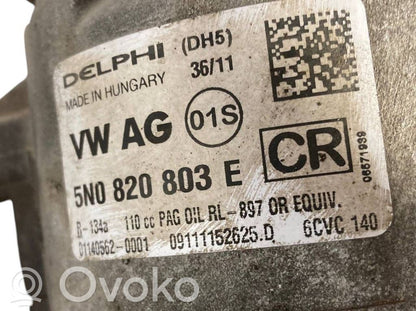 DELPHI (DH5)
MADE IN HUNGARY 36/11
VW AG 01S
5N0 820 803 E CR
06571939
R-134a 110 cc PAG OIL RL-897 OR EQUIV.
01140562-0001 09111152625.D 6CVC 140
OVOKO